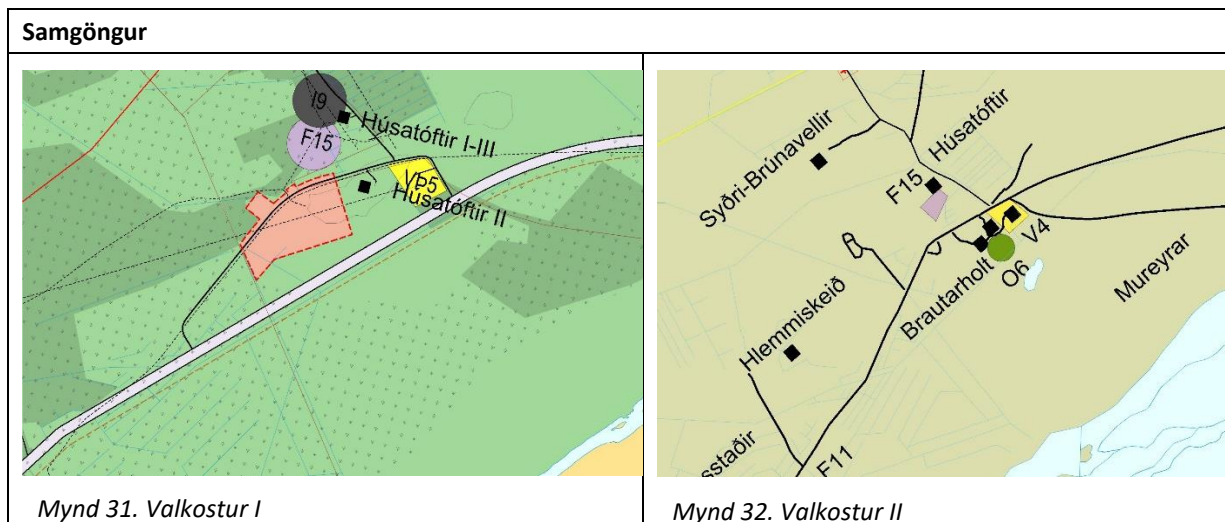 Samgöngur
I9
F15
Húsatóftir I-III
VÞ5
Húsatóftir II
Mynd 31. Valkostur I
Syðri-Brúnavellir
Húsatóftir
F15
V4
O6
Brautarholt
Mureyrar
Hlemmiskeið
sstaðir
F11
Mynd 32. Valkostur II